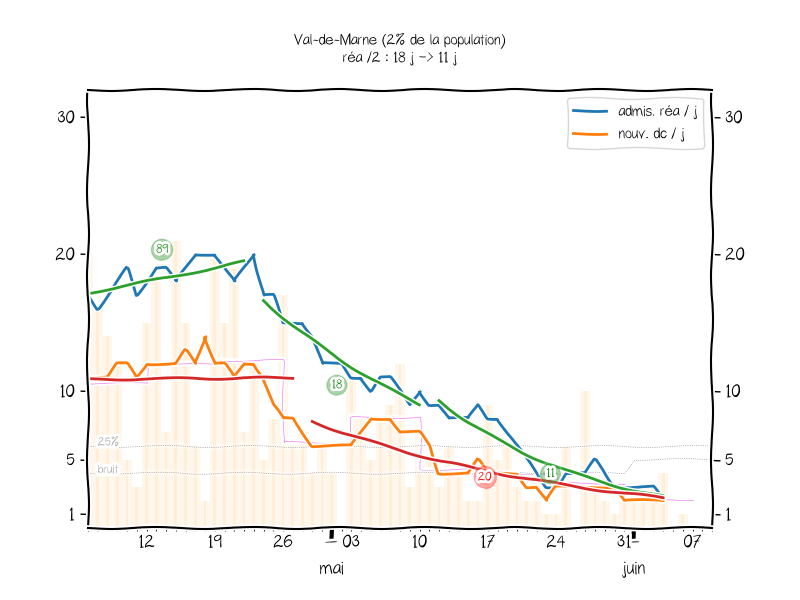 Val-de-Marne (2% de la population)
réa /2 : 18 j -> 11 j
admis. réa / j
nouv. dc / j
30 30
20 20
10 10
5 5
1 1
89
18
20
11
25%
bruit
12 19 26 03 10 17 24 31 07
mai juin